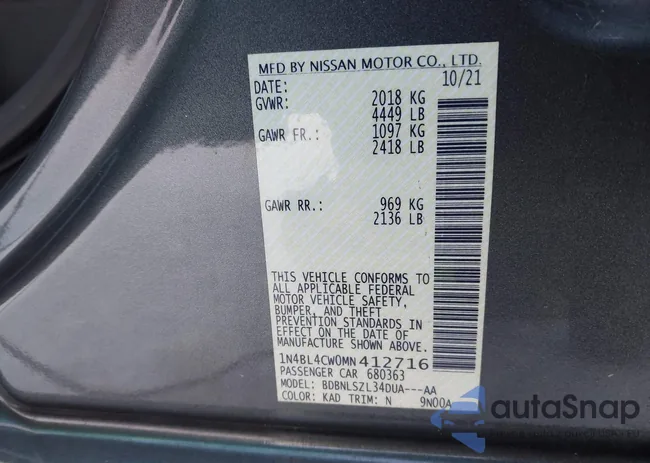 MFD BY NISSAN MOTOR CO., LTD.
DATE: 10/21
GVWR: 2018 KG
4449 LB
GAWR FR.: 1097 KG
2418 LB
GAWR RR.: 969 KG
2136 LB
THIS VEHICLE CONFORMS TO
ALL APPLICABLE FEDERAL
MOTOR VEHICLE SAFETY,
BUMPER, AND THEFT
PREVENTION STANDARDS IN
EFFECT ON THE DATE OF
MANUFACTURE SHOWN ABOVE.
1N4BL4CW0MN412716
PASSENGER CAR 680363
MODEL: BDBNLSZL34DUA---AA
COLOR: KAD TRIM: N 9N00A
autoSnap